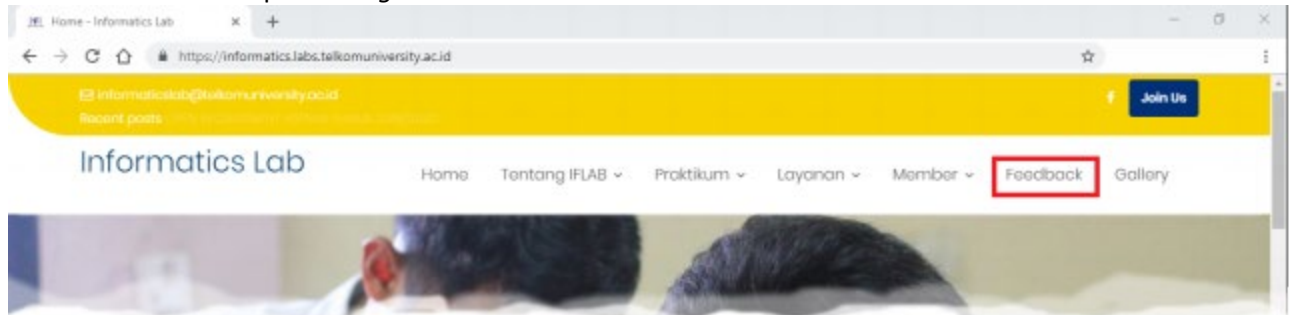 Home - Informatics Lab
https://informatics.labs.telkomuniversity.ac.id
informaticslab@telkomuniversity.ac.id
Join Us
Recent posts
Informatics Lab
Home Tentang IFLAB Praktikum Layanan Member Feedback Gallery